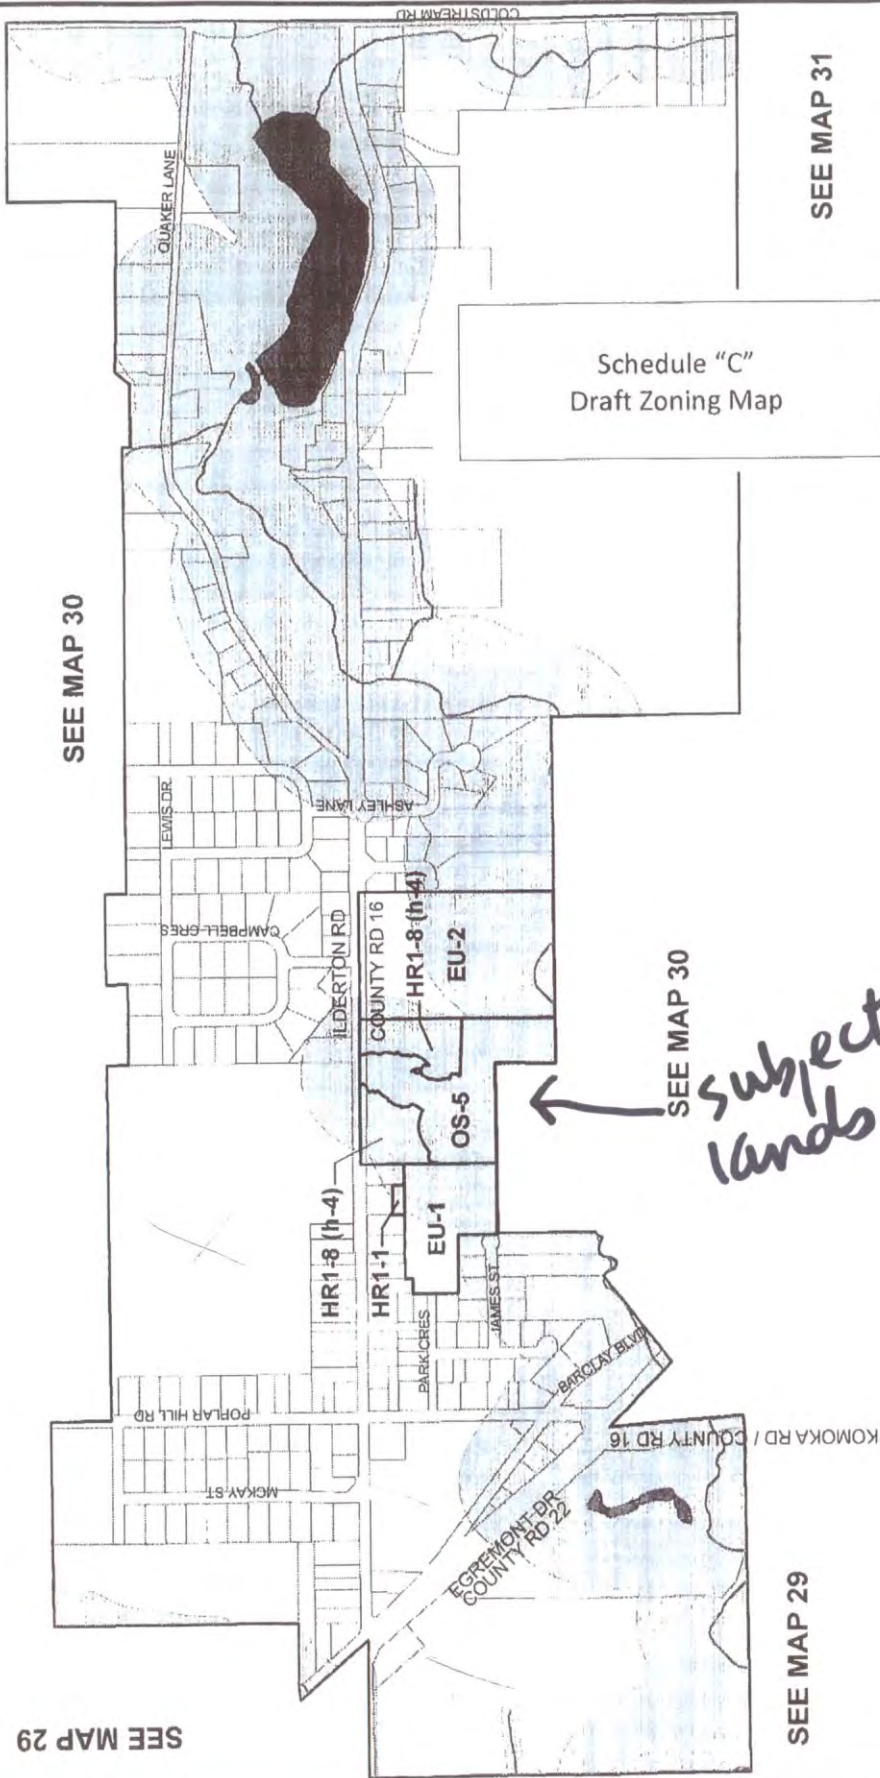 COLDSTREAM RD
QUAKER LANE
SEE MAP 31
Schedule “C”
Draft Zoning Map
SEE MAP 30
LEWIS DR.
ASHLEY LANE
CAMPBELL CRES
ILDERTON RD
COUNTY RD 16
HR1-8 (h-4)
EU-2
OS-5
SEE MAP 30
subject
lands
HR1-8 (h-4)
HR1-1
EU-1
PARK CRES
JAMES ST
BARCLAY BLVD
POPLAR HILL RD
MCKAY ST
KOMOKA RD / COUNTY RD 16
EGREMONT DR
COUNTY RD 22
SEE MAP 29
SEE MAP 29